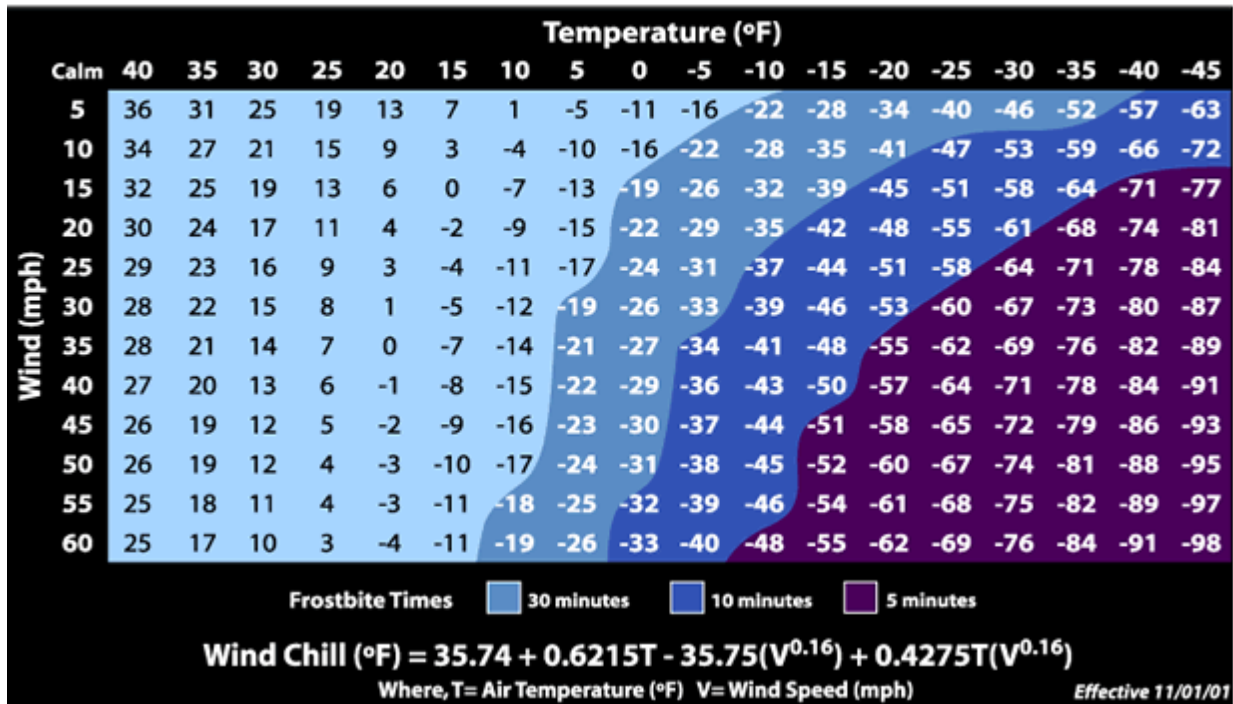 Temperature (ºF)
Calm 40 35 30 25 20 15 10 5 0 -5 -10 -15 -20 -25 -30 -35 -40 -45
5 36 31 25 19 13 7 1 -5 -11 -16 -22 -28 -34 -40 -46 -52 -57 -63
10 34 27 21 15 9 3 -4 -10 -16 -22 -28 -35 -41 -47 -53 -59 -66 -72
15 32 25 19 13 6 0 -7 -13 -19 -26 -32 -39 -45 -51 -58 -64 -71 -77
20 30 24 17 11 4 -2 -9 -15 -22 -29 -35 -42 -48 -55 -61 -68 -74 -81
25 29 23 16 9 3 -4 -11 -17 -24 -31 -37 -44 -51 -58 -64 -71 -78 -84
30 28 22 15 8 1 -5 -12 -19 -26 -33 -39 -46 -53 -60 -67 -73 -80 -87
35 28 21 14 7 0 -7 -14 -21 -27 -34 -41 -48 -55 -62 -69 -76 -82 -89
40 27 20 13 6 -1 -8 -15 -22 -29 -36 -43 -50 -57 -64 -71 -78 -84 -91
45 26 19 12 5 -2 -9 -16 -23 -30 -37 -44 -51 -58 -65 -72 -79 -86 -93
50 26 19 12 4 -3 -10 -17 -24 -31 -38 -45 -52 -60 -67 -74 -81 -88 -95
55 25 18 11 4 -3 -11 -18 -25 -32 -39 -46 -54 -61 -68 -75 -82 -89 -97
60 25 17 10 3 -4 -11 -19 -26 -33 -40 -48 -55 -62 -69 -76 -84 -91 -98
Wind (mph)
Frostbite Times 30 minutes 10 minutes 5 minutes
Wind Chill (ºF) = 35.74 + 0.6215T - 35.75(V^0.16) + 0.4275T(V^0.16)
Where, T= Air Temperature (ºF) V= Wind Speed (mph) Effective 11/01/01